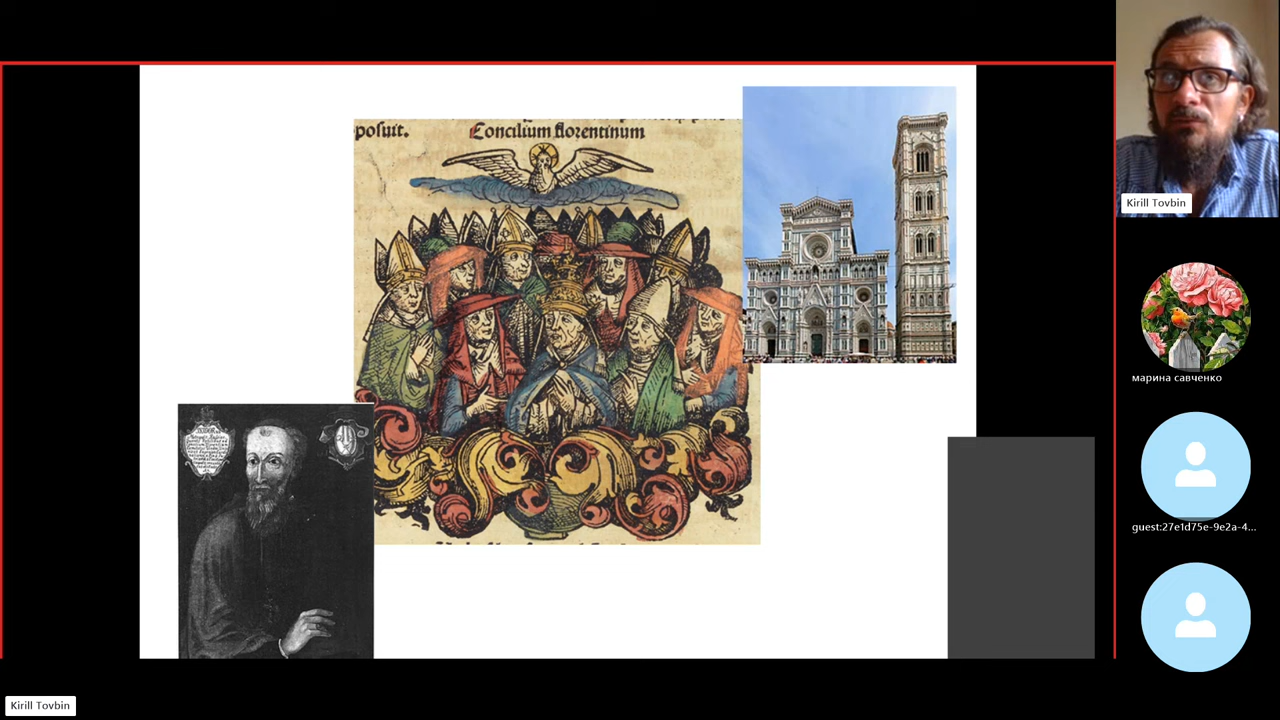 posuit.
Concilium florentinum
Kirill Tovbin
марина савченко
guest:27e1d75e-9e2a-4...
Kirill Tovbin